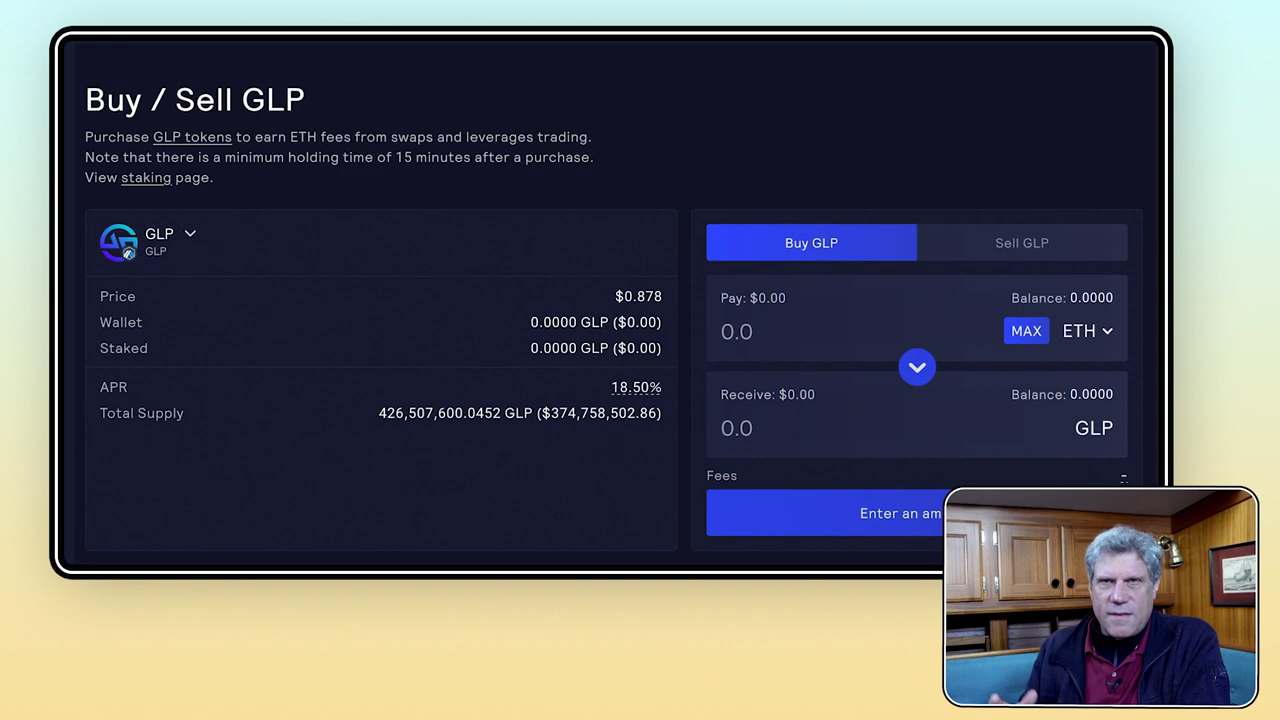 Buy / Sell GLP
Purchase GLP tokens to earn ETH fees from swaps and leverages trading.
Note that there is a minimum holding time of 15 minutes after a purchase.
View staking page.
GLP
GLP
Price $0.878
Wallet 0.0000 GLP ($0.00)
Staked 0.0000 GLP ($0.00)
APR 18.50%
Total Supply 426,507,600.0452 GLP ($374,758,502.86)
Buy GLP Sell GLP
Pay: $0.00 Balance: 0.0000
0.0 MAX ETH
Receive: $0.00 Balance: 0.0000
0.0 GLP
Fees -
Enter an am